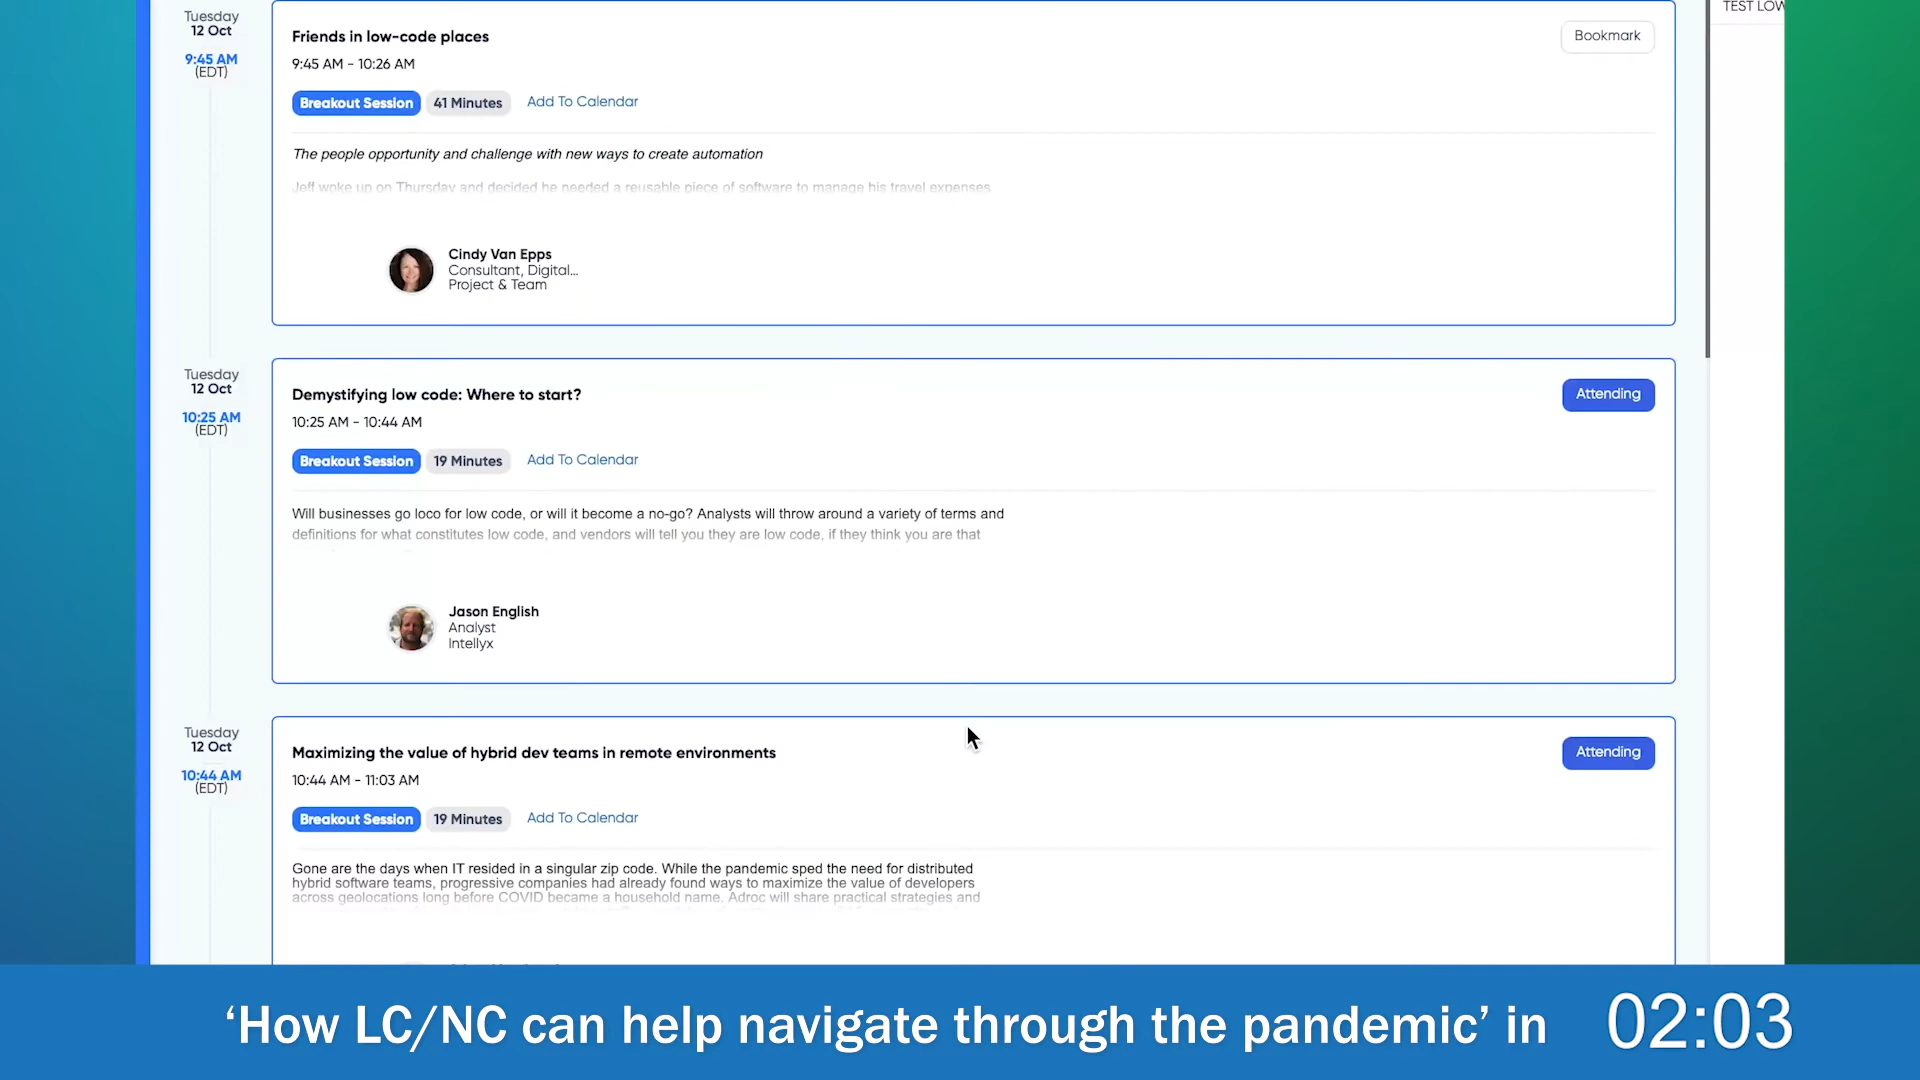 TEST LOW
Tuesday
12 Oct
9:45 AM
(EDT)
Friends in low-code places
Bookmark
9:45 AM - 10:26 AM
Breakout Session
41 Minutes
Add To Calendar
The people opportunity and challenge with new ways to create automation
Jeff woke up on Thursday and decided he needed a reusable piece of software to manage his travel expenses
Cindy Van Epps
Consultant, Digital...
Project & Team
Tuesday
12 Oct
10:25 AM
(EDT)
Demystifying low code: Where to start?
Attending
10:25 AM - 10:44 AM
Breakout Session
19 Minutes
Add To Calendar
Will businesses go loco for low code, or will it become a no-go? Analysts will throw around a variety of terms and
definitions for what constitutes low code, and vendors will tell you they are low code, if they think you are that
Jason English
Analyst
Intellyx
Tuesday
12 Oct
10:44 AM
(EDT)
Maximizing the value of hybrid dev teams in remote environments
Attending
10:44 AM - 11:03 AM
Breakout Session
19 Minutes
Add To Calendar
Gone are the days when IT resided in a singular zip code. While the pandemic sped the need for distributed
hybrid software teams, progressive companies had already found ways to maximize the value of developers
across geolocations long before COVID became a household name. Adroc will share practical strategies and
‘How LC/NC can help navigate through the pandemic’ in 02:03